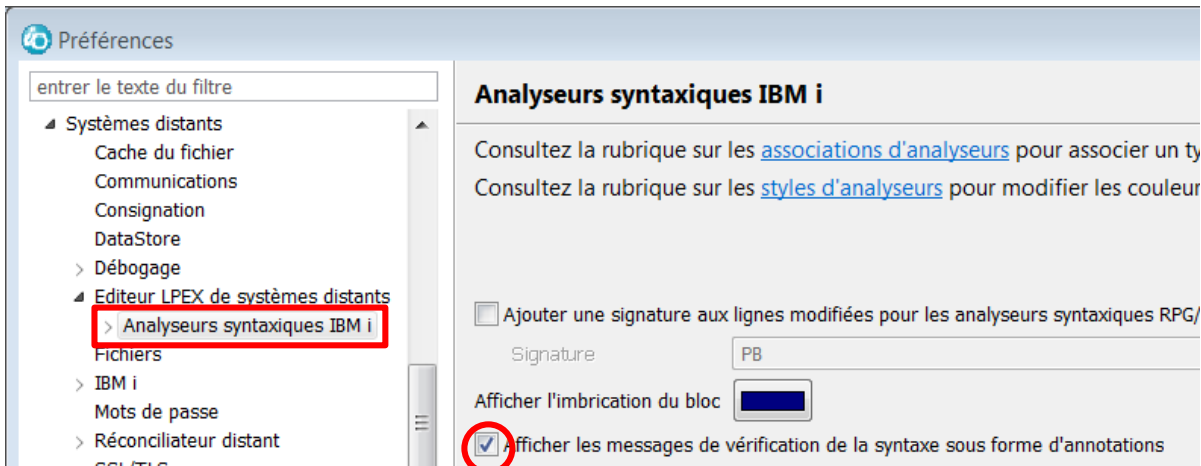 Préférences
entrer le texte du filtre
Systèmes distants
Cache du fichier
Communications
Consignation
DataStore
Débogage
Editeur LPEX de systèmes distants
Analyseurs syntaxiques IBM i
Fichiers
IBM i
Mots de passe
Réconciliateur distant
SSL/TLS
Analyseurs syntaxiques IBM i
Consultez la rubrique sur les associations d'analyseurs pour associer un ty
Consultez la rubrique sur les styles d'analyseurs pour modifier les couleur
Ajouter une signature aux lignes modifiées pour les analyseurs syntaxiques RPG/
Signature PB
Afficher l'imbrication du bloc
Afficher les messages de vérification de la syntaxe sous forme d'annotations